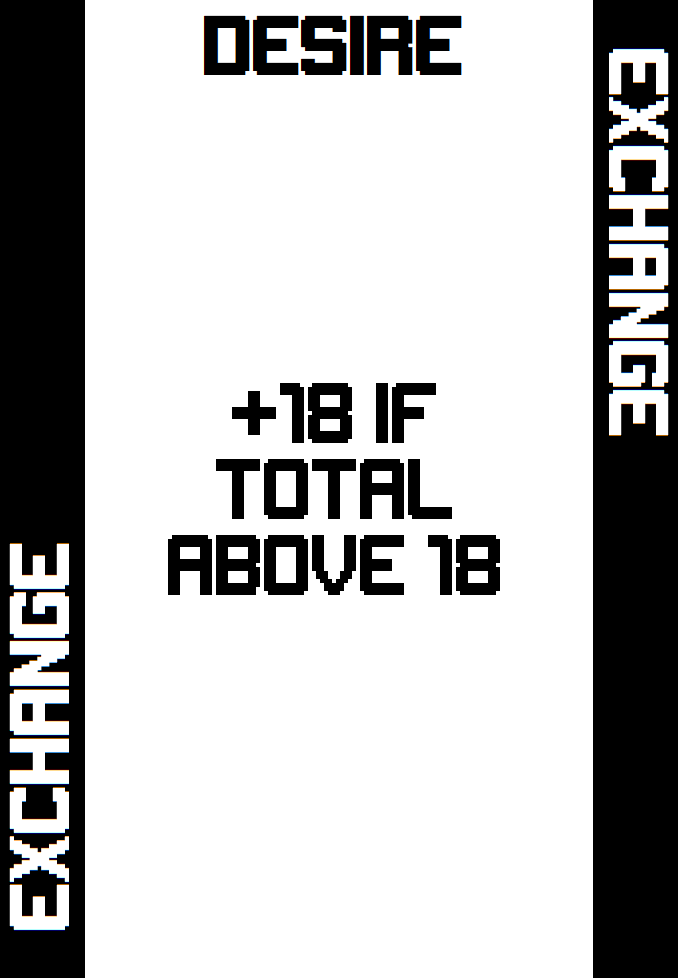 DESIRE
EXCHANGE
+18 IF
TOTAL
ABOVE 18
EXCHANGE